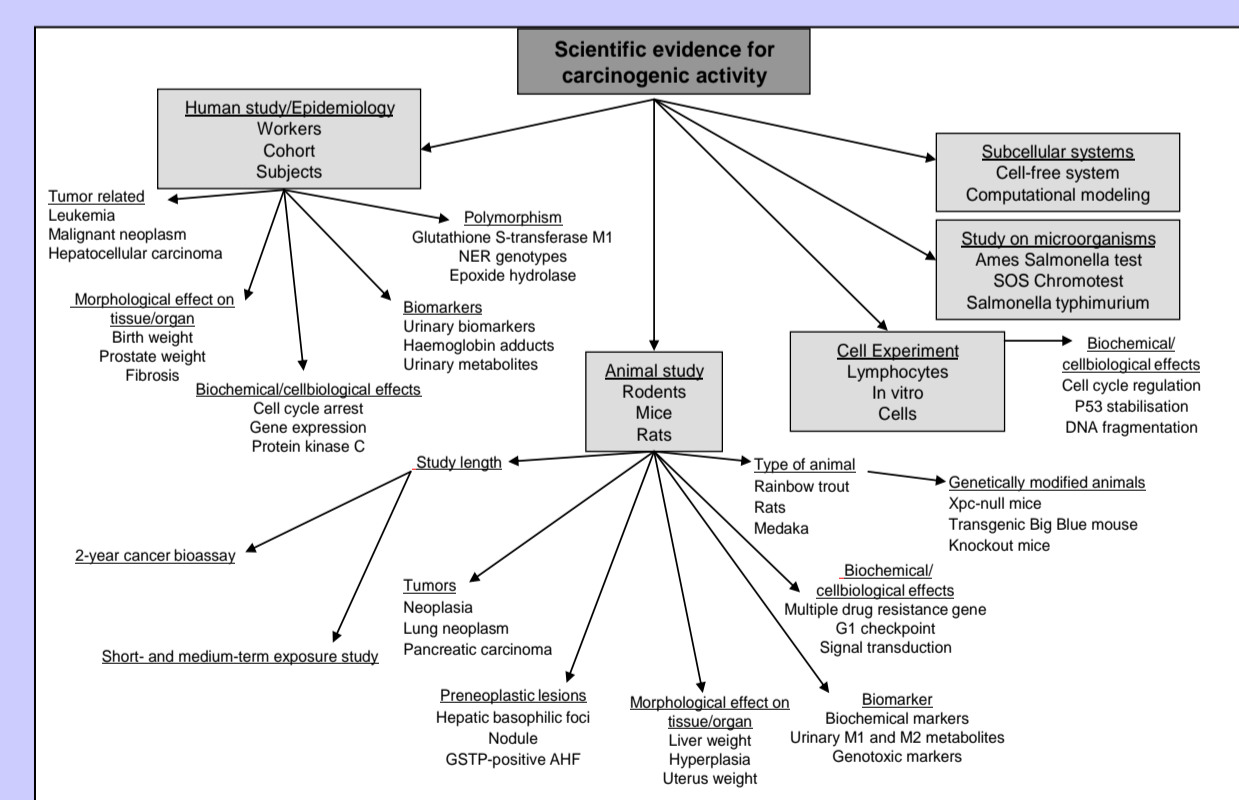 Scientific evidence for
carcinogenic activity
Human study/Epidemiology
Workers
Cohort
Subjects
Subcellular systems
Cell-free system
Computational modeling
Tumor related
Leukemia
Malignant neoplasm
Hepatocellular carcinoma
Polymorphism
Glutathione S-transferase M1
NER genotypes
Epoxide hydrolase
Study on microorganisms
Ames Salmonella test
SOS Chromotest
Salmonella typhimurium
Morphological effect on
tissue/organ
Birth weight
Prostate weight
Fibrosis
Biomarkers
Urinary biomarkers
Haemoglobin adducts
Urinary metabolites
Biochemical/cellbiological effects
Cell cycle arrest
Gene expression
Protein kinase C
Animal study
Rodents
Mice
Rats
Cell Experiment
Lymphocytes
In vitro
Cells
Biochemical/
cellbiological effects
Cell cycle regulation
P53 stabilisation
DNA fragmentation
Study length
Type of animal
Rainbow trout
Rats
Medaka
Genetically modified animals
Xpc-null mice
Transgenic Big Blue mouse
Knockout mice
2-year cancer bioassay
Short- and medium-term exposure study
Tumors
Neoplasia
Lung neoplasm
Pancreatic carcinoma
Biochemical/
cellbiological effects
Multiple drug resistance gene
G1 checkpoint
Signal transduction
Preneoplastic lesions
Hepatic basophilic foci
Nodule
GSTP-positive AHF
Morphological effect on
tissue/organ
Liver weight
Hyperplasia
Uterus weight
Biomarker
Biochemical markers
Urinary M1 and M2 metabolites
Genotoxic markers